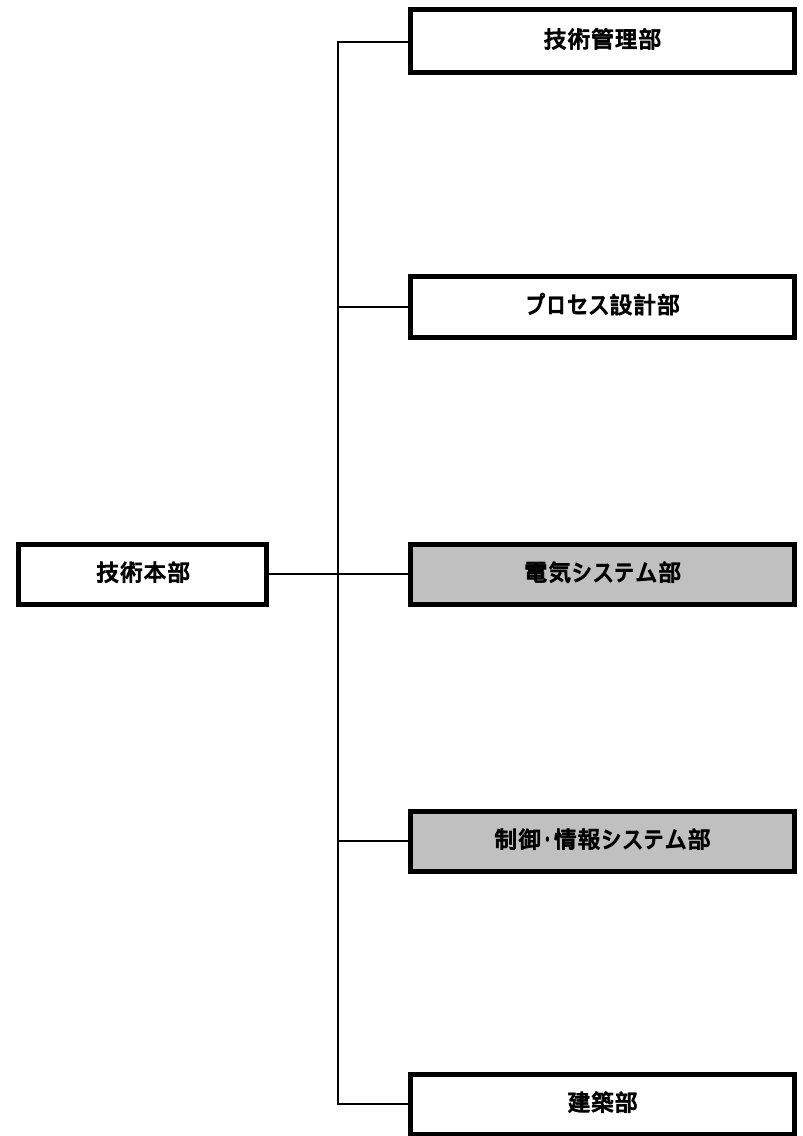 技術管理部
プロセス設計部
技術本部
電気システム部
制御・情報システム部
建築部